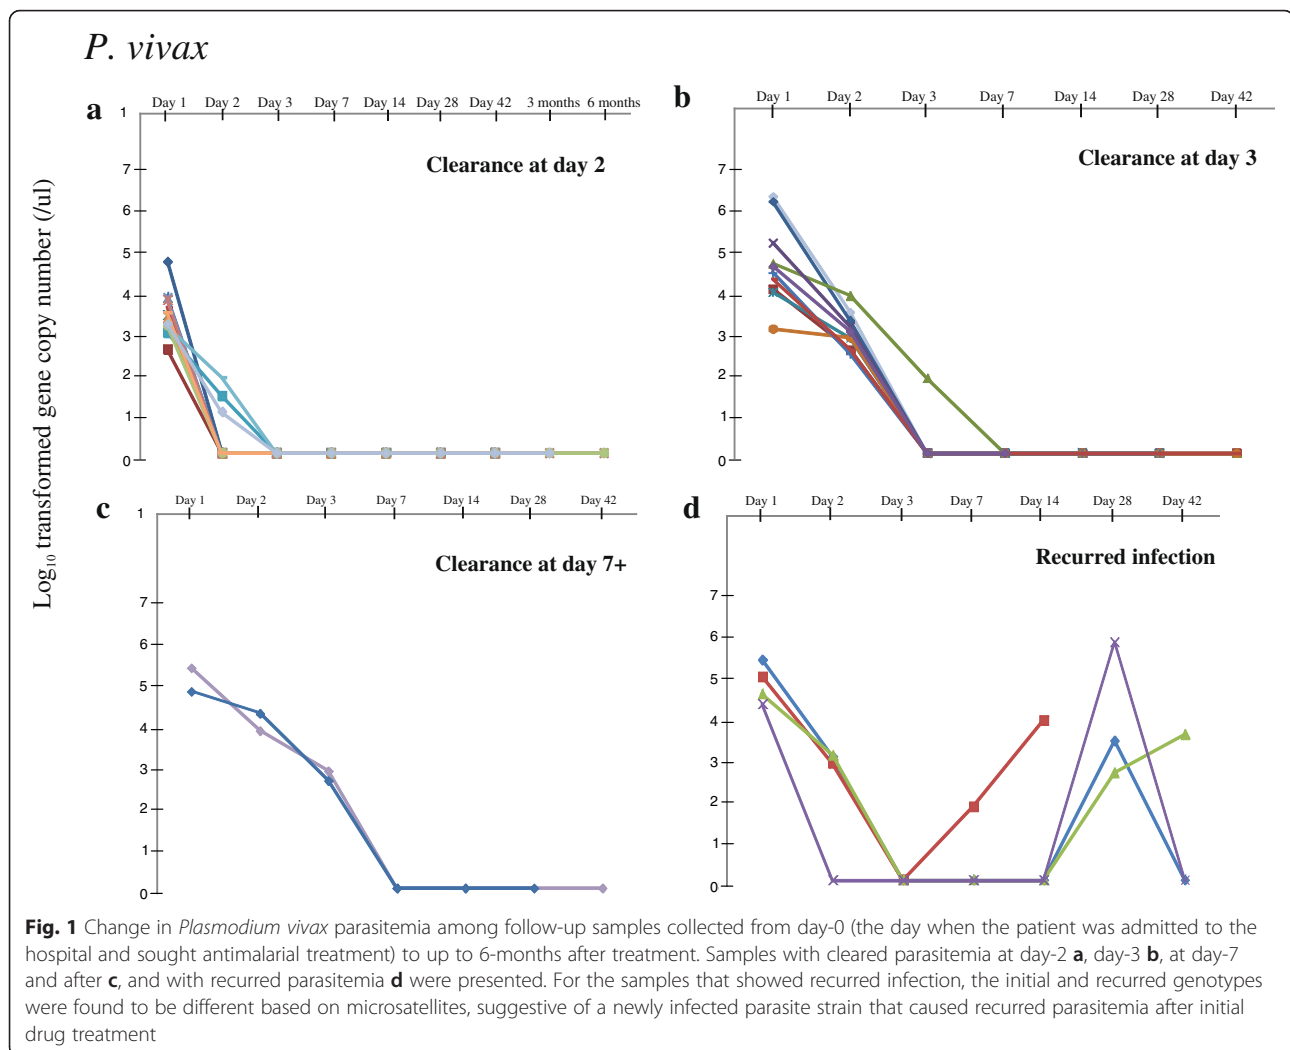 P. vivax
Log10 transformed gene copy number (/ul)
a
Day 1 Day 2 Day 3 Day 7 Day 14 Day 28 Day 42 3 months 6 months
1
Clearance at day 2
7
6
5
4
3
2
1
0
b
Day 1 Day 2 Day 3 Day 7 Day 14 Day 28 Day 42
Clearance at day 3
7
6
5
4
3
2
1
0
c
Day 1 Day 2 Day 3 Day 7 Day 14 Day 28 Day 42
1
Clearance at day 7+
7
6
5
4
3
2
1
0
d
Day 1 Day 2 Day 3 Day 7 Day 14 Day 28 Day 42
Recurred infection
7
6
5
4
3
2
1
0
Fig. 1 Change in Plasmodium vivax parasitemia among follow-up samples collected from day-0 (the day when the patient was admitted to the
hospital and sought antimalarial treatment) to up to 6-months after treatment. Samples with cleared parasitemia at day-2 a, day-3 b, at day-7
and after c, and with recurred parasitemia d were presented. For the samples that showed recurred infection, the initial and recurred genotypes
were found to be different based on microsatellites, suggestive of a newly infected parasite strain that caused recurred parasitemia after initial
drug treatment